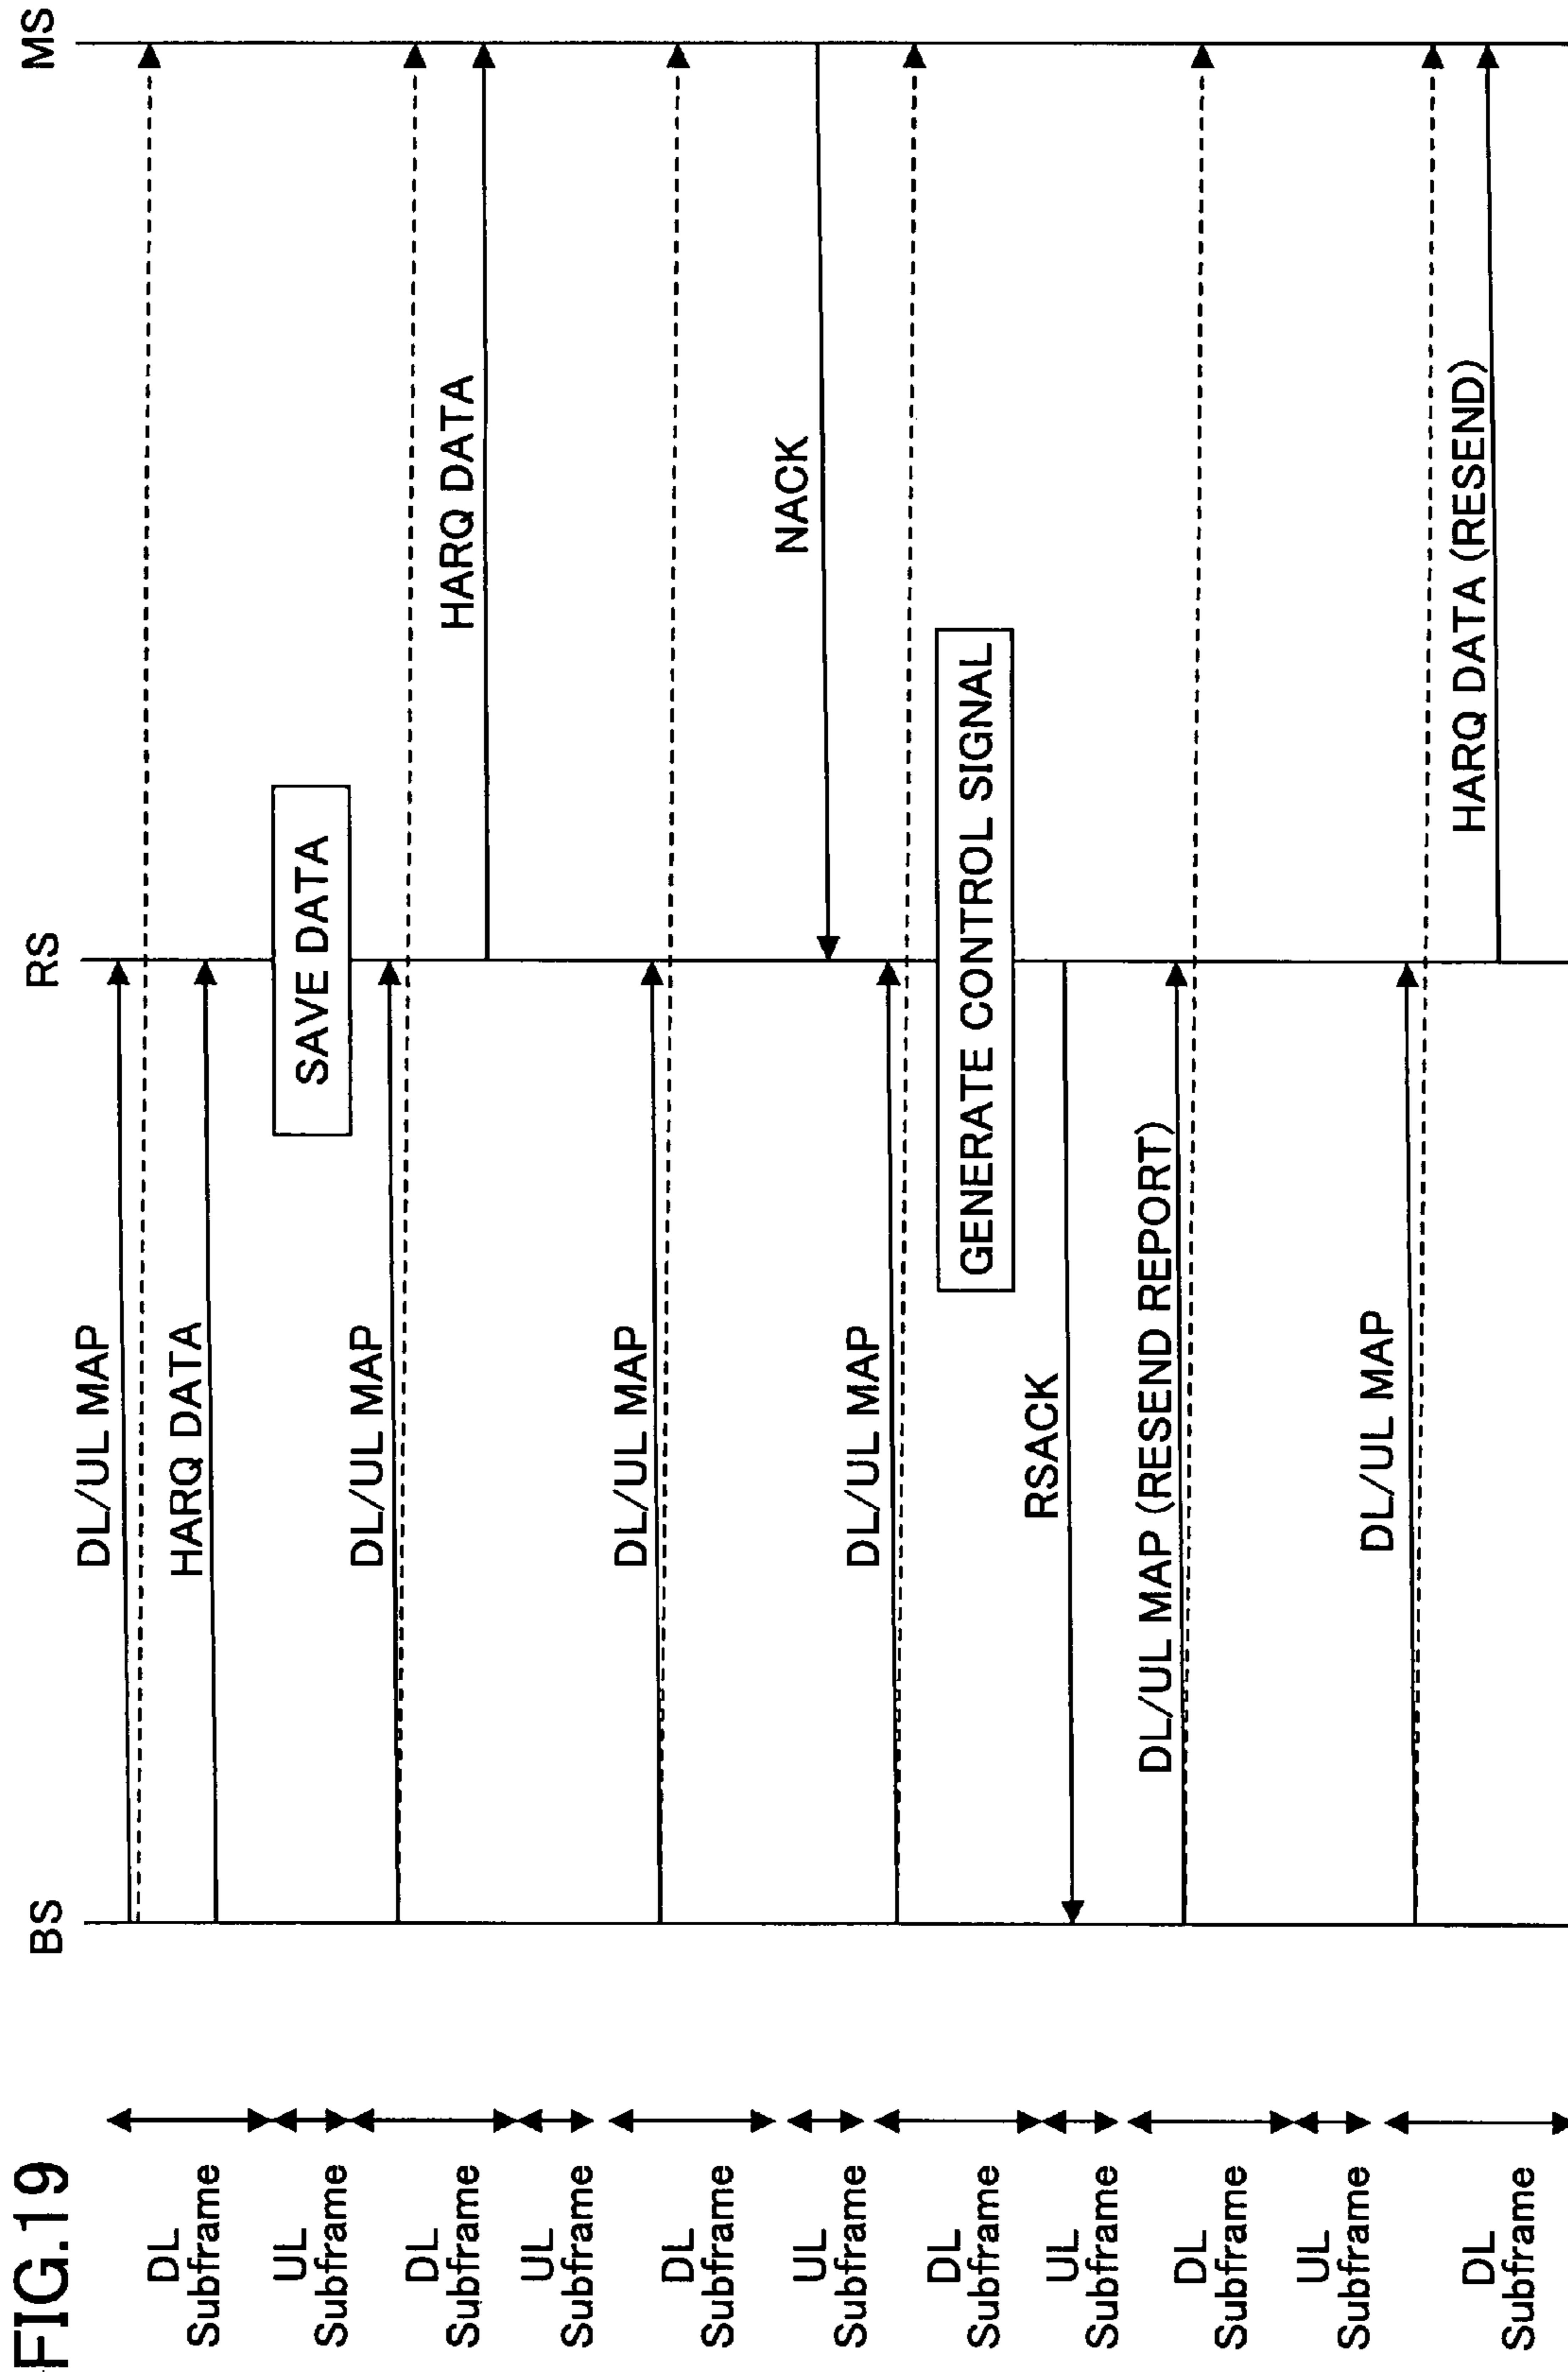 FIG.19
BS
RS
MS
DL
Subframe
DL/UL MAP
HARQ DATA
UL
Subframe
SAVE DATA
DL
Subframe
DL/UL MAP
HARQ DATA
UL
Subframe
DL
Subframe
DL/UL MAP
UL
Subframe
NACK
DL
Subframe
DL/UL MAP
GENERATE CONTROL SIGNAL
UL
Subframe
RSACK
DL
Subframe
DL/UL MAP (RESEND REPORT)
UL
Subframe
DL
Subframe
DL/UL MAP
HARQ DATA (RESEND)